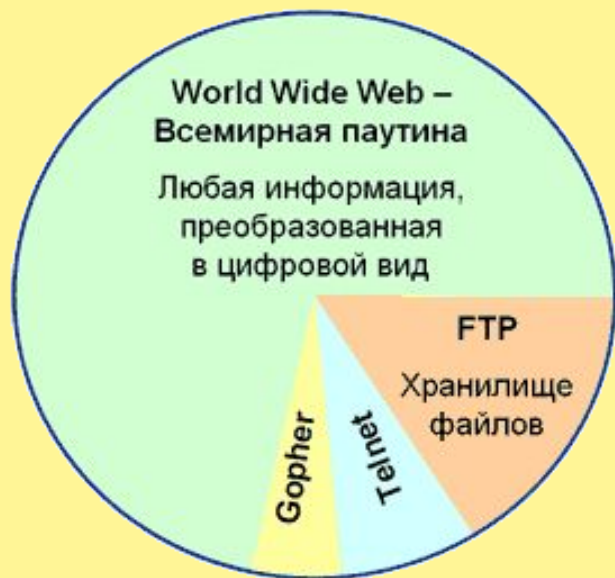 World Wide Web –
Всемирная паутина
Любая информация,
преобразованная
в цифровой вид
FTP
Хранилище
файлов
Telnet
Gopher